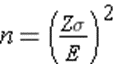 n = (Zσ/E)²